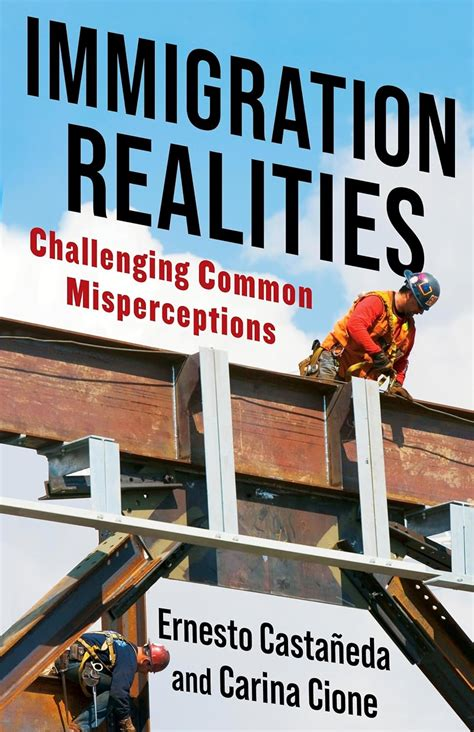 IMMIGRATION
REALITIES
Challenging Common
Misperceptions
Ernesto Castañeda
and Carina Cione